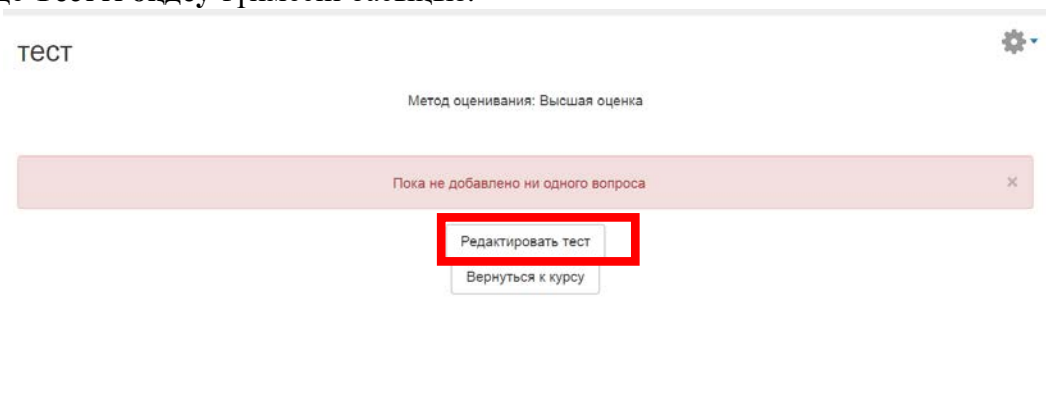 тест
Метод оценивания: Высшая оценка
Пока не добавлено ни одного вопроса
×
Редактировать тест
Вернуться к курсу